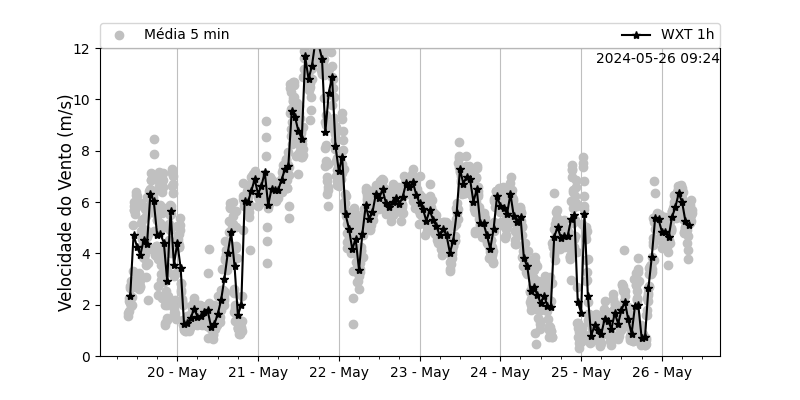 Média 5 min
WXT 1h
2024-05-26 09:24
Velocidade do Vento (m/s)
12
10
8
6
4
2
0
20 - May
21 - May
22 - May
23 - May
24 - May
25 - May
26 - May